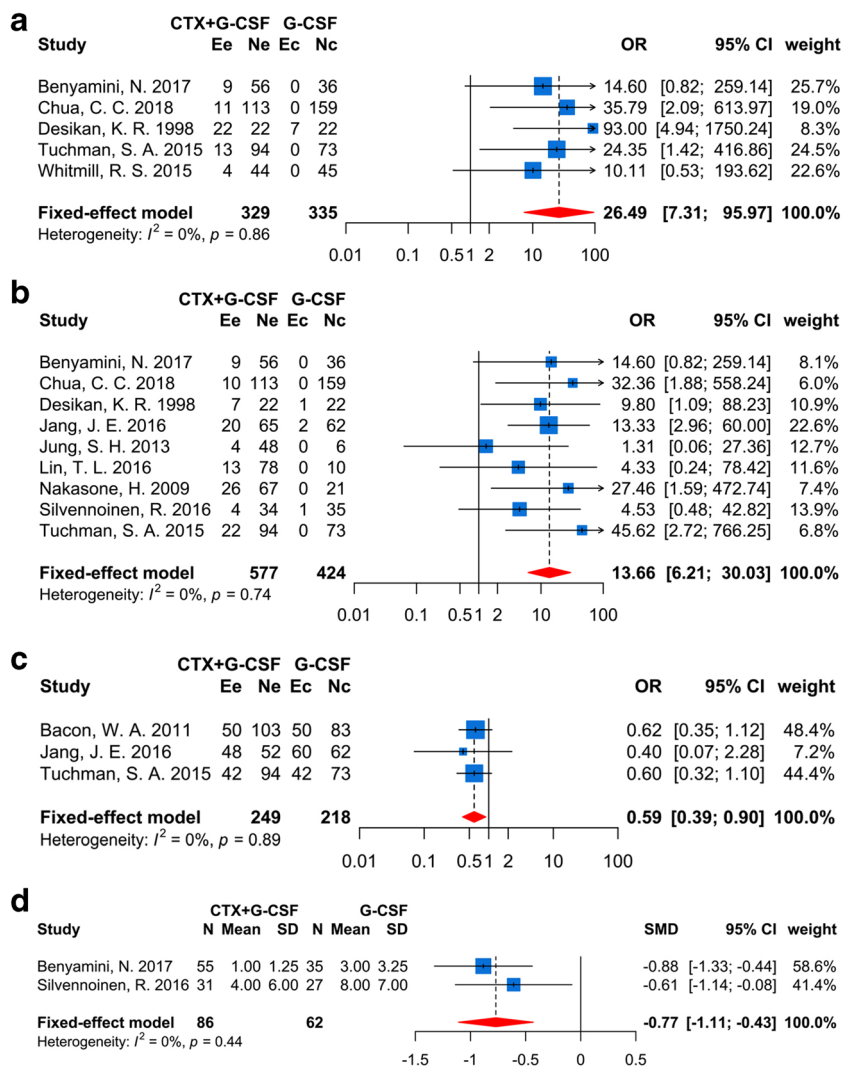 a
CTX+G-CSF G-CSF
Study Ee Ne Ec Nc OR 95% CI weight
Benyamini, N. 2017 9 56 0 36 14.60 [0.82; 259.14] 25.7%
Chua, C. C. 2018 11 113 0 159 35.79 [2.09; 613.97] 19.0%
Desikan, K. R. 1998 22 22 7 22 93.00 [4.94; 1750.24] 8.3%
Tuchman, S. A. 2015 13 94 0 73 24.35 [1.42; 416.86] 24.5%
Whitmill, R. S. 2015 4 44 0 45 10.11 [0.53; 193.62] 22.6%
Fixed-effect model 329 335 26.49 [7.31; 95.97] 100.0%
Heterogeneity: I² = 0%, p = 0.86
0.01 0.1 0.5 1 2 10 100
b
CTX+G-CSF G-CSF
Study Ee Ne Ec Nc OR 95% CI weight
Benyamini, N. 2017 9 56 0 36 14.60 [0.82; 259.14] 8.1%
Chua, C. C. 2018 10 113 0 159 32.36 [1.88; 558.24] 6.0%
Desikan, K. R. 1998 7 22 1 22 9.80 [1.09; 88.23] 10.9%
Jang, J. E. 2016 20 65 2 62 13.33 [2.96; 60.00] 22.6%
Jung, S. H. 2013 4 48 0 6 1.31 [0.06; 27.36] 12.7%
Lin, T. L. 2016 13 78 0 10 4.33 [0.24; 78.42] 11.6%
Nakasone, H. 2009 26 67 0 21 27.46 [1.59; 472.74] 7.4%
Silvennoinen, R. 2016 4 34 1 35 4.53 [0.48; 42.82] 13.9%
Tuchman, S. A. 2015 22 94 0 73 45.62 [2.72; 766.25] 6.8%
Fixed-effect model 577 424 13.66 [6.21; 30.03] 100.0%
Heterogeneity: I² = 0%, p = 0.74
0.01 0.1 0.5 1 2 10 100
c
CTX+G-CSF G-CSF
Study Ee Ne Ec Nc OR 95% CI weight
Bacon, W. A. 2011 50 103 50 83 0.62 [0.35; 1.12] 48.4%
Jang, J. E. 2016 48 52 60 62 0.40 [0.07; 2.28] 7.2%
Tuchman, S. A. 2015 42 94 42 73 0.60 [0.32; 1.10] 44.4%
Fixed-effect model 249 218 0.59 [0.39; 0.90] 100.0%
Heterogeneity: I² = 0%, p = 0.89
0.01 0.1 0.5 1 2 10 100
d
CTX+G-CSF G-CSF
Study N Mean SD N Mean SD SMD 95% CI weight
Benyamini, N. 2017 55 1.00 1.25 35 3.00 3.25 -0.88 [-1.33; -0.44] 58.6%
Silvennoinen, R. 2016 31 4.00 6.00 27 8.00 7.00 -0.61 [-1.14; -0.08] 41.4%
Fixed-effect model 86 62 -0.77 [-1.11; -0.43] 100.0%
Heterogeneity: I² = 0%, p = 0.44
-1.5 -1 -0.5 0 0.5